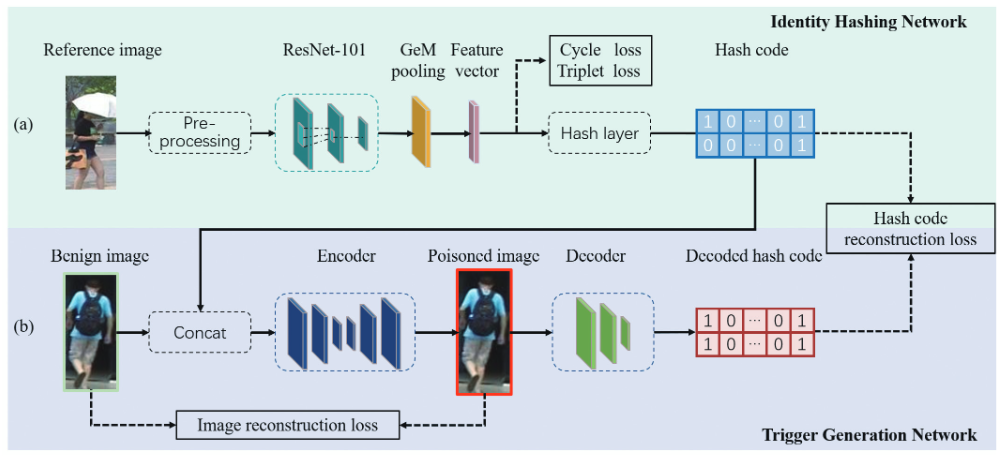 Identity Hashing Network
Reference image
ResNet-101
GeM pooling
Feature vector
Cycle loss
Triplet loss
Hash code
(a)
Pre-processing
Hash layer
1 0 ... 0 1
0 0 ... 0 1
Hash code
reconstruction loss
Benign image
Encoder
Poisoned image
Decoder
Decoded hash code
(b)
Concat
1 0 ... 0 1
1 0 ... 0 1
Image reconstruction loss
Trigger Generation Network